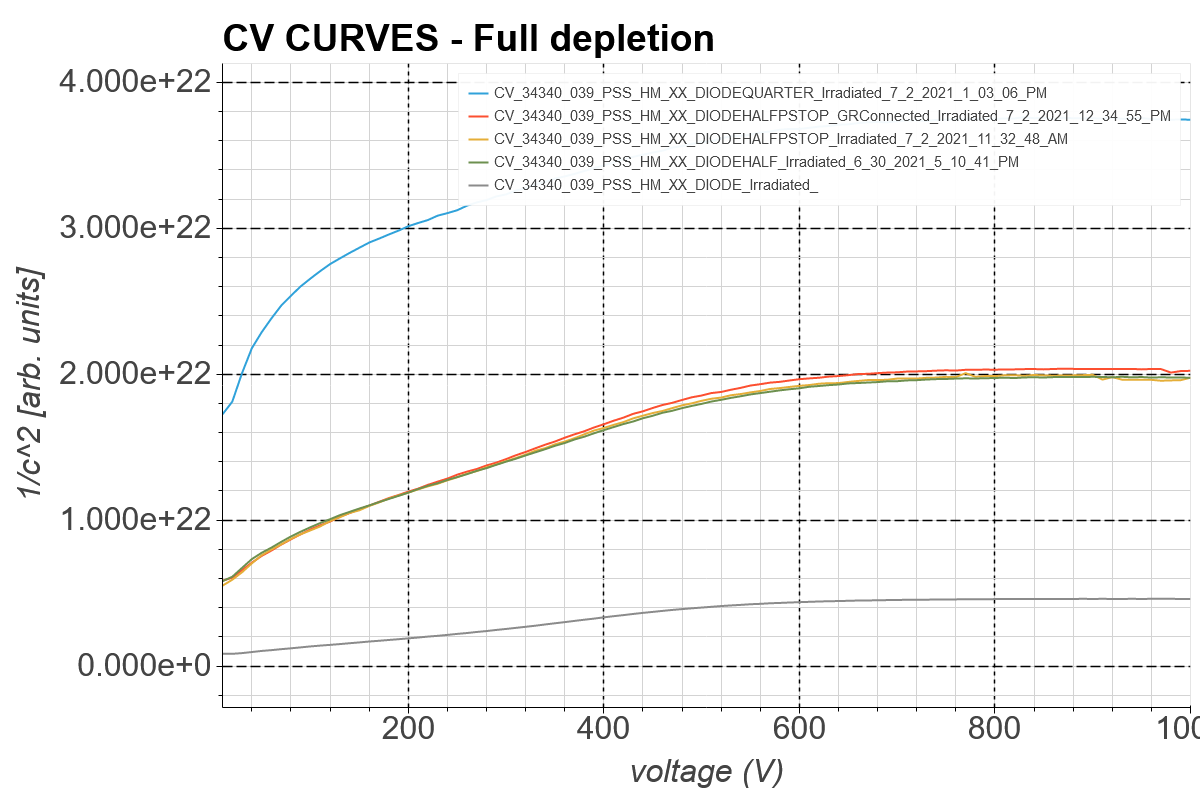 CV CURVES - Full depletion
4.000e+22
3.000e+22
2.000e+22
1.000e+22
0.000e+0
1/c^2 [arb. units]
CV_34340_039_PSS_HM_XX_DIODEQUARTER_Irradiated_7_2_2021_1_03_06_PM
CV_34340_039_PSS_HM_XX_DIODEHALFPSTOP_GRConnected_Irradiated_7_2_2021_12_34_55_PM
CV_34340_039_PSS_HM_XX_DIODEHALFPSTOP_Irradiated_7_2_2021_11_32_48_AM
CV_34340_039_PSS_HM_XX_DIODEHALF_Irradiated_6_30_2021_5_10_41_PM
CV_34340_039_PSS_HM_XX_DIODE_Irradiated_
200 400 600 800 100
voltage (V)